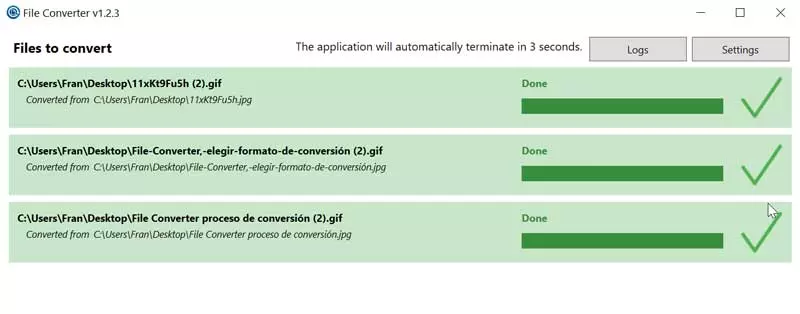 File Converter v1.2.3
Files to convert
The application will automatically terminate in 3 seconds.
Logs
Settings
C:\Users\Fran\Desktop\11xKt9Fu5h (2).gif
Done
Converted from C:\Users\Fran\Desktop\11xKt9Fu5h.jpg
C:\Users\Fran\Desktop\File-Converter,-elegir-formato-de-conversión (2).gif
Done
Converted from C:\Users\Fran\Desktop\File-Converter,-elegir-formato-de-conversión.jpg
C:\Users\Fran\Desktop\File Converter proceso de conversión (2).gif
Done
Converted from C:\Users\Fran\Desktop\File Converter proceso de conversión.jpg